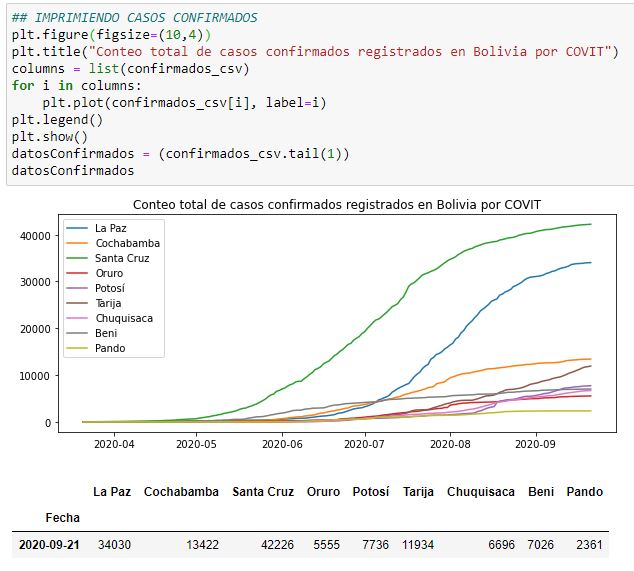 ## IMPRIMIENDO CASOS CONFIRMADOS
plt.figure(figsize=(10,4))
plt.title("Conteo total de casos confirmados registrados en Bolivia por COVIT")
columns = list(confirmados_csv)
for i in columns:
    plt.plot(confirmados_csv[i], label=i)
plt.legend()
plt.show()
datosConfirmados = (confirmados_csv.tail(1))
datosConfirmados
Conteo total de casos confirmados registrados en Bolivia por COVIT
La Paz
Cochabamba
Santa Cruz
Oruro
Potosí
Tarija
Chuquisaca
Beni
Pando
40000
30000
20000
10000
0
2020-04 2020-05 2020-06 2020-07 2020-08 2020-09
La Paz Cochabamba Santa Cruz Oruro Potosí Tarija Chuquisaca Beni Pando
Fecha
2020-09-21 34030 13422 42226 5555 7736 11934 6696 7026 2361